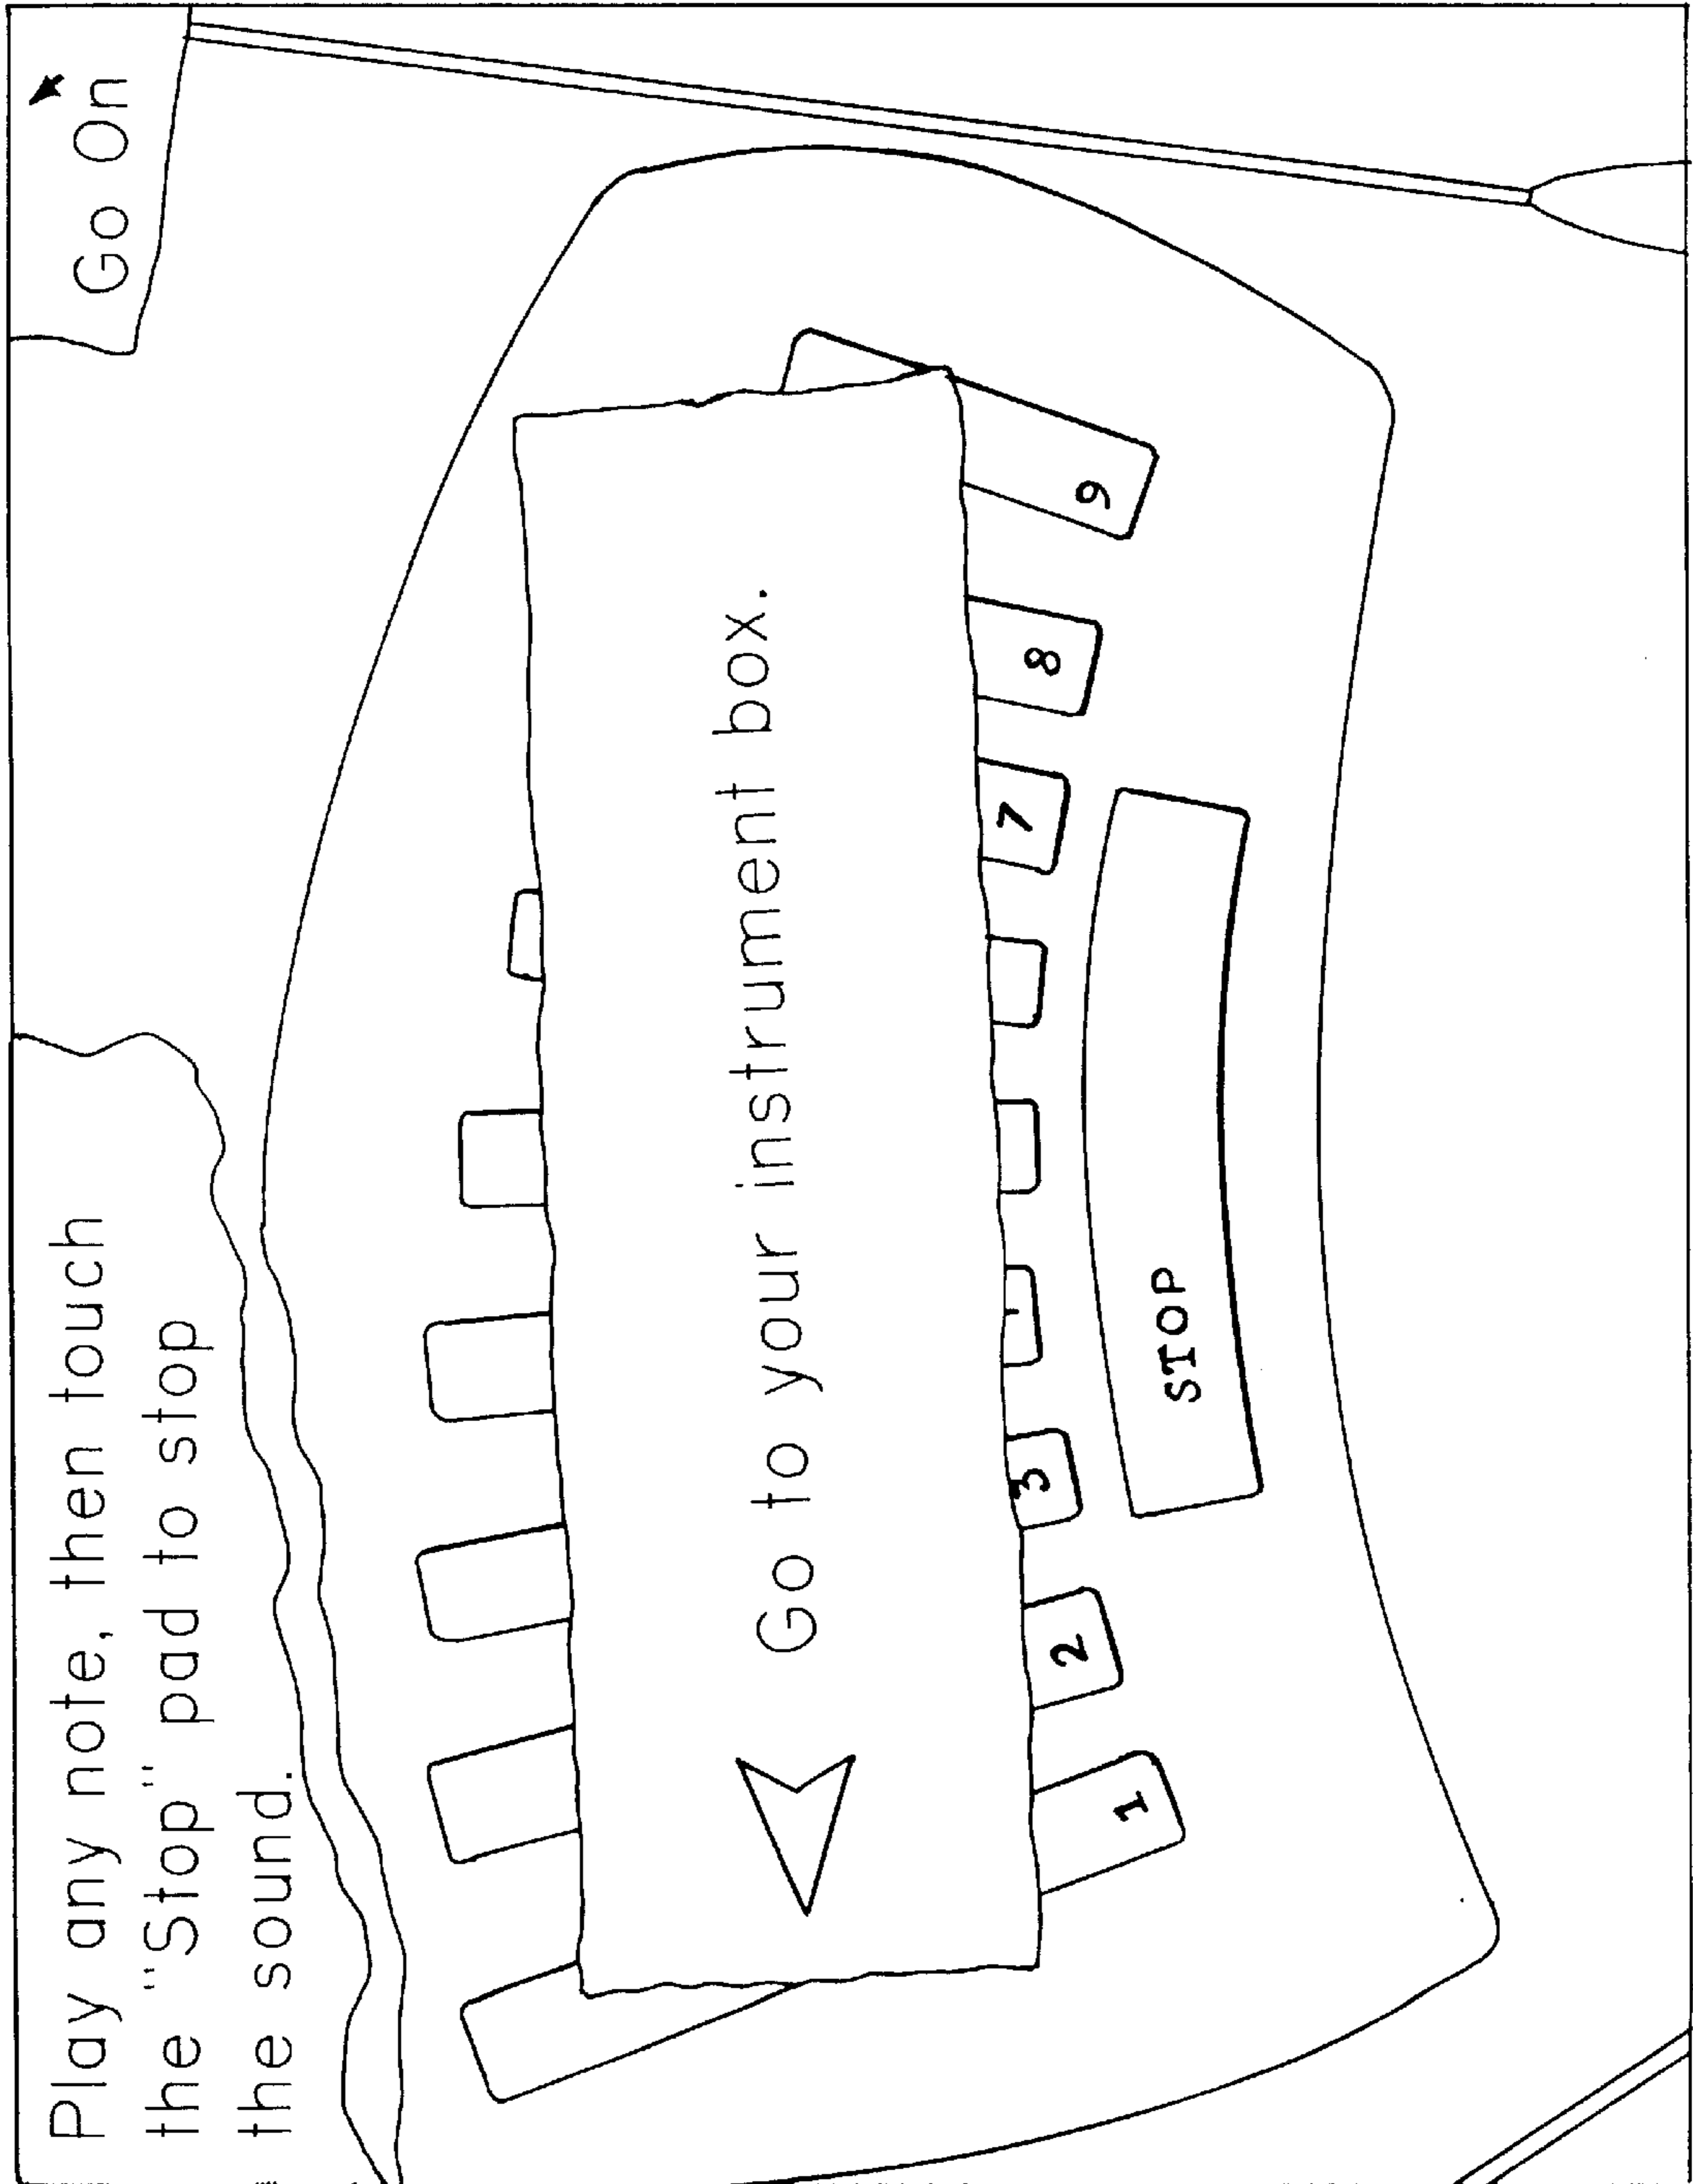 Play any note, then touch
the "Stop" pad to stop
the sound.
Go On
Go to your instrument box.
1
2
3
7
8
9
STOP